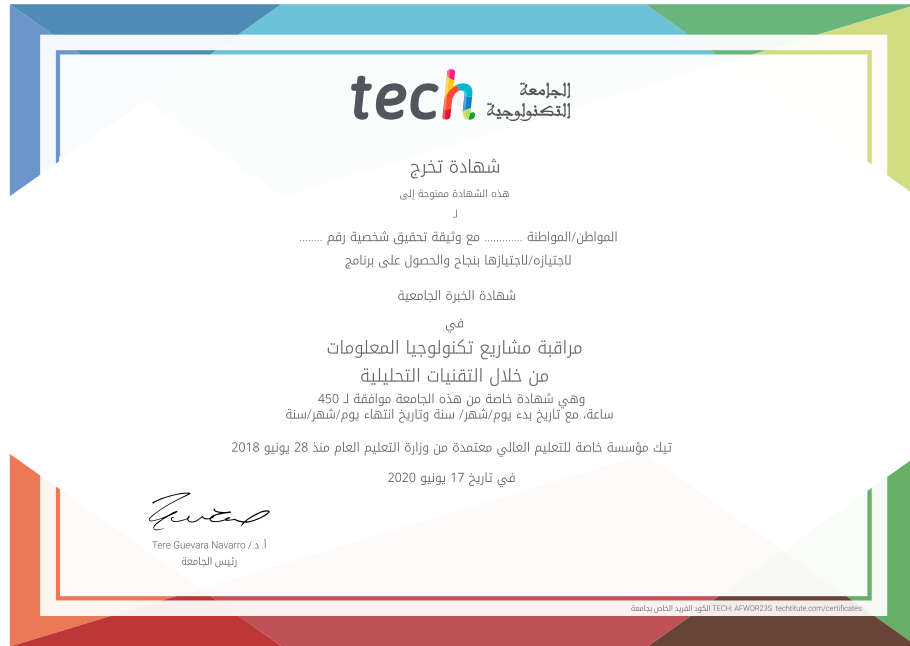 tech الجامعة
التكنولوجية
شهادة تخرج
هذه الشهادة ممنوحة إلى
لـ
المواطن/المواطنة ............ مع وثيقة تحقيق شخصية رقم ........
لاجتيازه/لاجتيازها بنجاح والحصول على برنامج
شهادة الخبرة الجامعية
في
مراقبة مشاريع تكنولوجيا المعلومات
من خلال التقنيات التحليلية
وهي شهادة خاصة من هذه الجامعة موافقة لـ 450
ساعة، مع تاريخ بدء يوم/شهر/ سنة وتاريخ انتهاء يوم/شهر/سنة
تيك مؤسسة خاصة للتعليم العالي معتمدة من وزارة التعليم العام منذ 28 يونيو 2018
في تاريخ 17 يونيو 2020
أ. د./ Tere Guevara Navarro
رئيس الجامعة
الكود الفريد الخاص بجامعة TECH: AFWOR23S techtitute.com/certificates